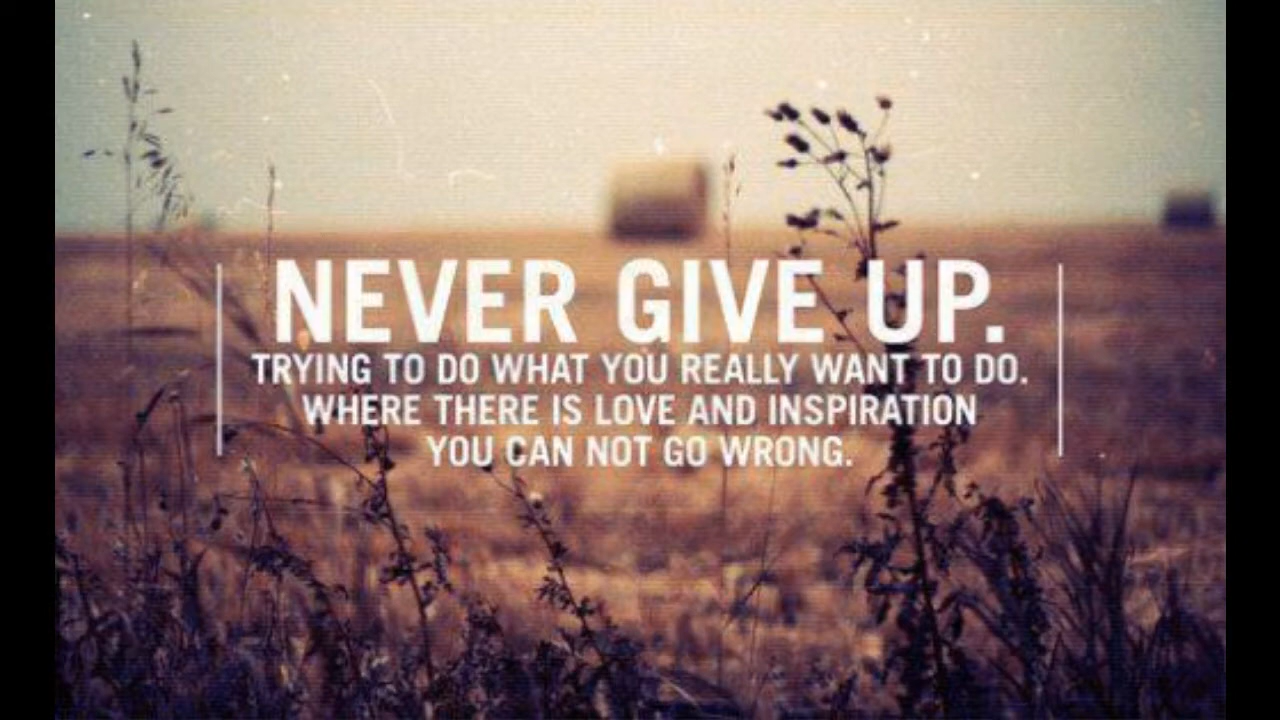 NEVER GIVE UP.
TRYING TO DO WHAT YOU REALLY WANT TO DO.
WHERE THERE IS LOVE AND INSPIRATION
YOU CAN NOT GO WRONG.